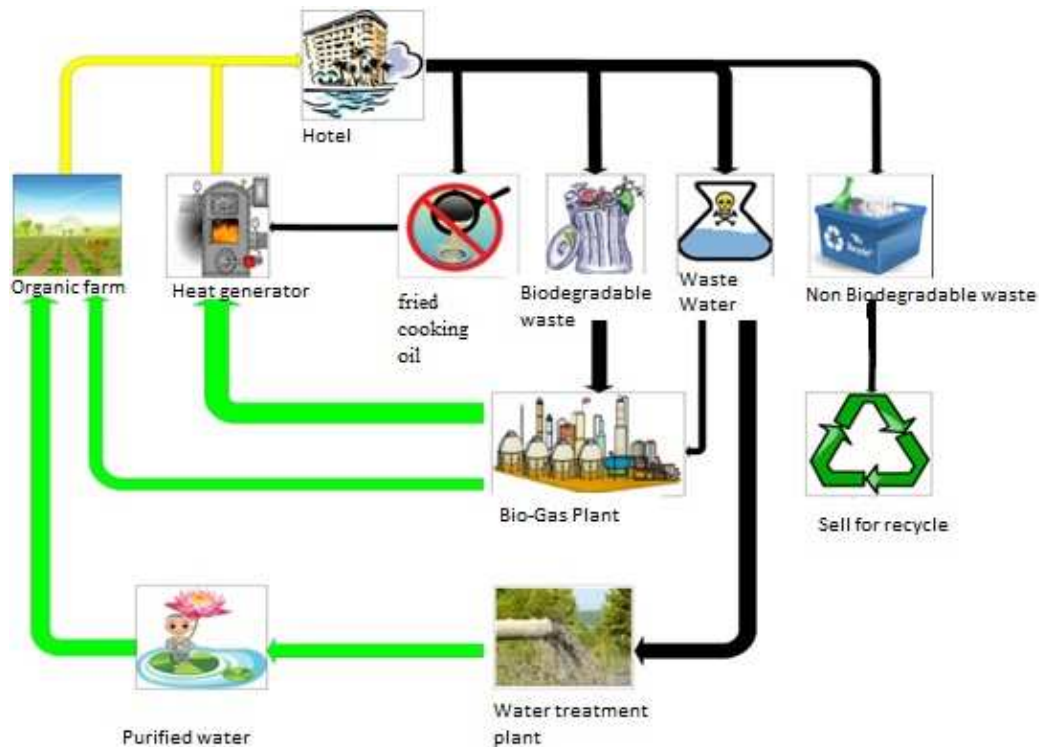 Hotel
Organic farm
Heat generator
fried
cooking
oil
Biodegradable
waste
Waste
Water
Non Biodegradable waste
Bio-Gas Plant
Sell for recycle
Purified water
Water treatment
plant